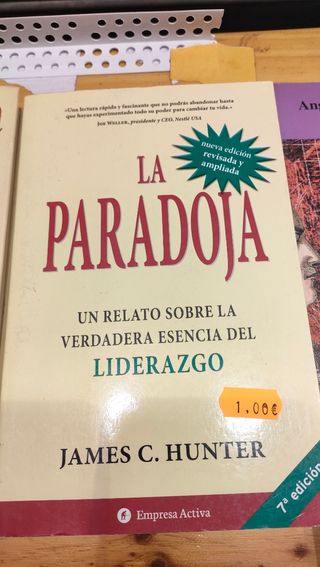 «Una lectura rápida y fascinante que no podrás abandonar hasta
que hayas experimentado todo su poder para cambiar tu vida.»
JOE WELLER, presidente y CEO, Nestlé USA
nueva edición
revisada y
ampliada
LA
PARADOJA
UN RELATO SOBRE LA
VERDADERA ESENCIA DEL
LIDERAZGO
1,00€
JAMES C. HUNTER
7ª edición
Empresa Activa